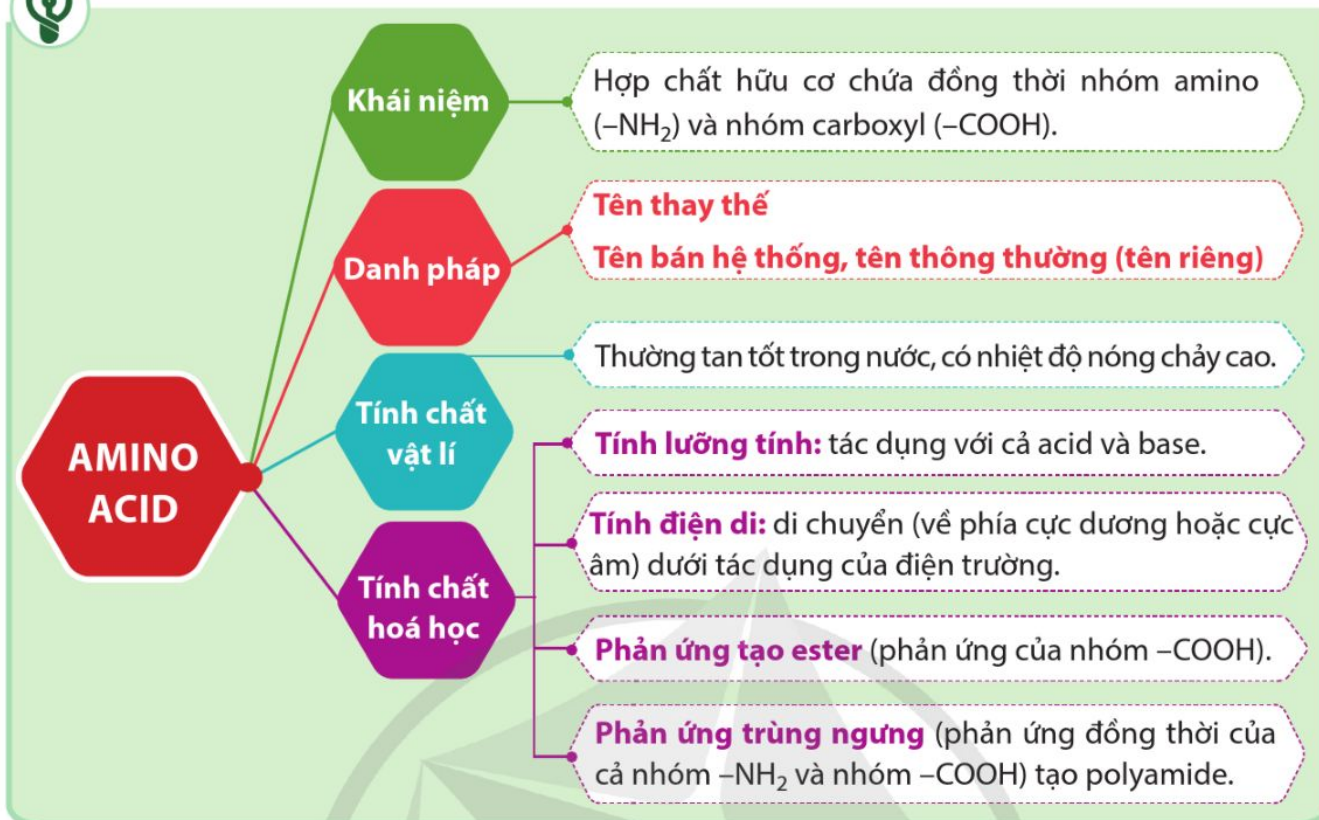 Khái niệm
Hợp chất hữu cơ chứa đồng thời nhóm amino
(–NH₂) và nhóm carboxyl (–COOH).
Danh pháp
Tên thay thế
Tên bán hệ thống, tên thông thường (tên riêng)
Tính chất
vật lí
Thường tan tốt trong nước, có nhiệt độ nóng chảy cao.
AMINO
ACID
Tính chất
hoá học
Tính lưỡng tính: tác dụng với cả acid và base.
Tính điện di: di chuyển (về phía cực dương hoặc cực
âm) dưới tác dụng của điện trường.
Phản ứng tạo ester (phản ứng của nhóm –COOH).
Phản ứng trùng ngưng (phản ứng đồng thời của
cả nhóm –NH₂ và nhóm –COOH) tạo polyamide.